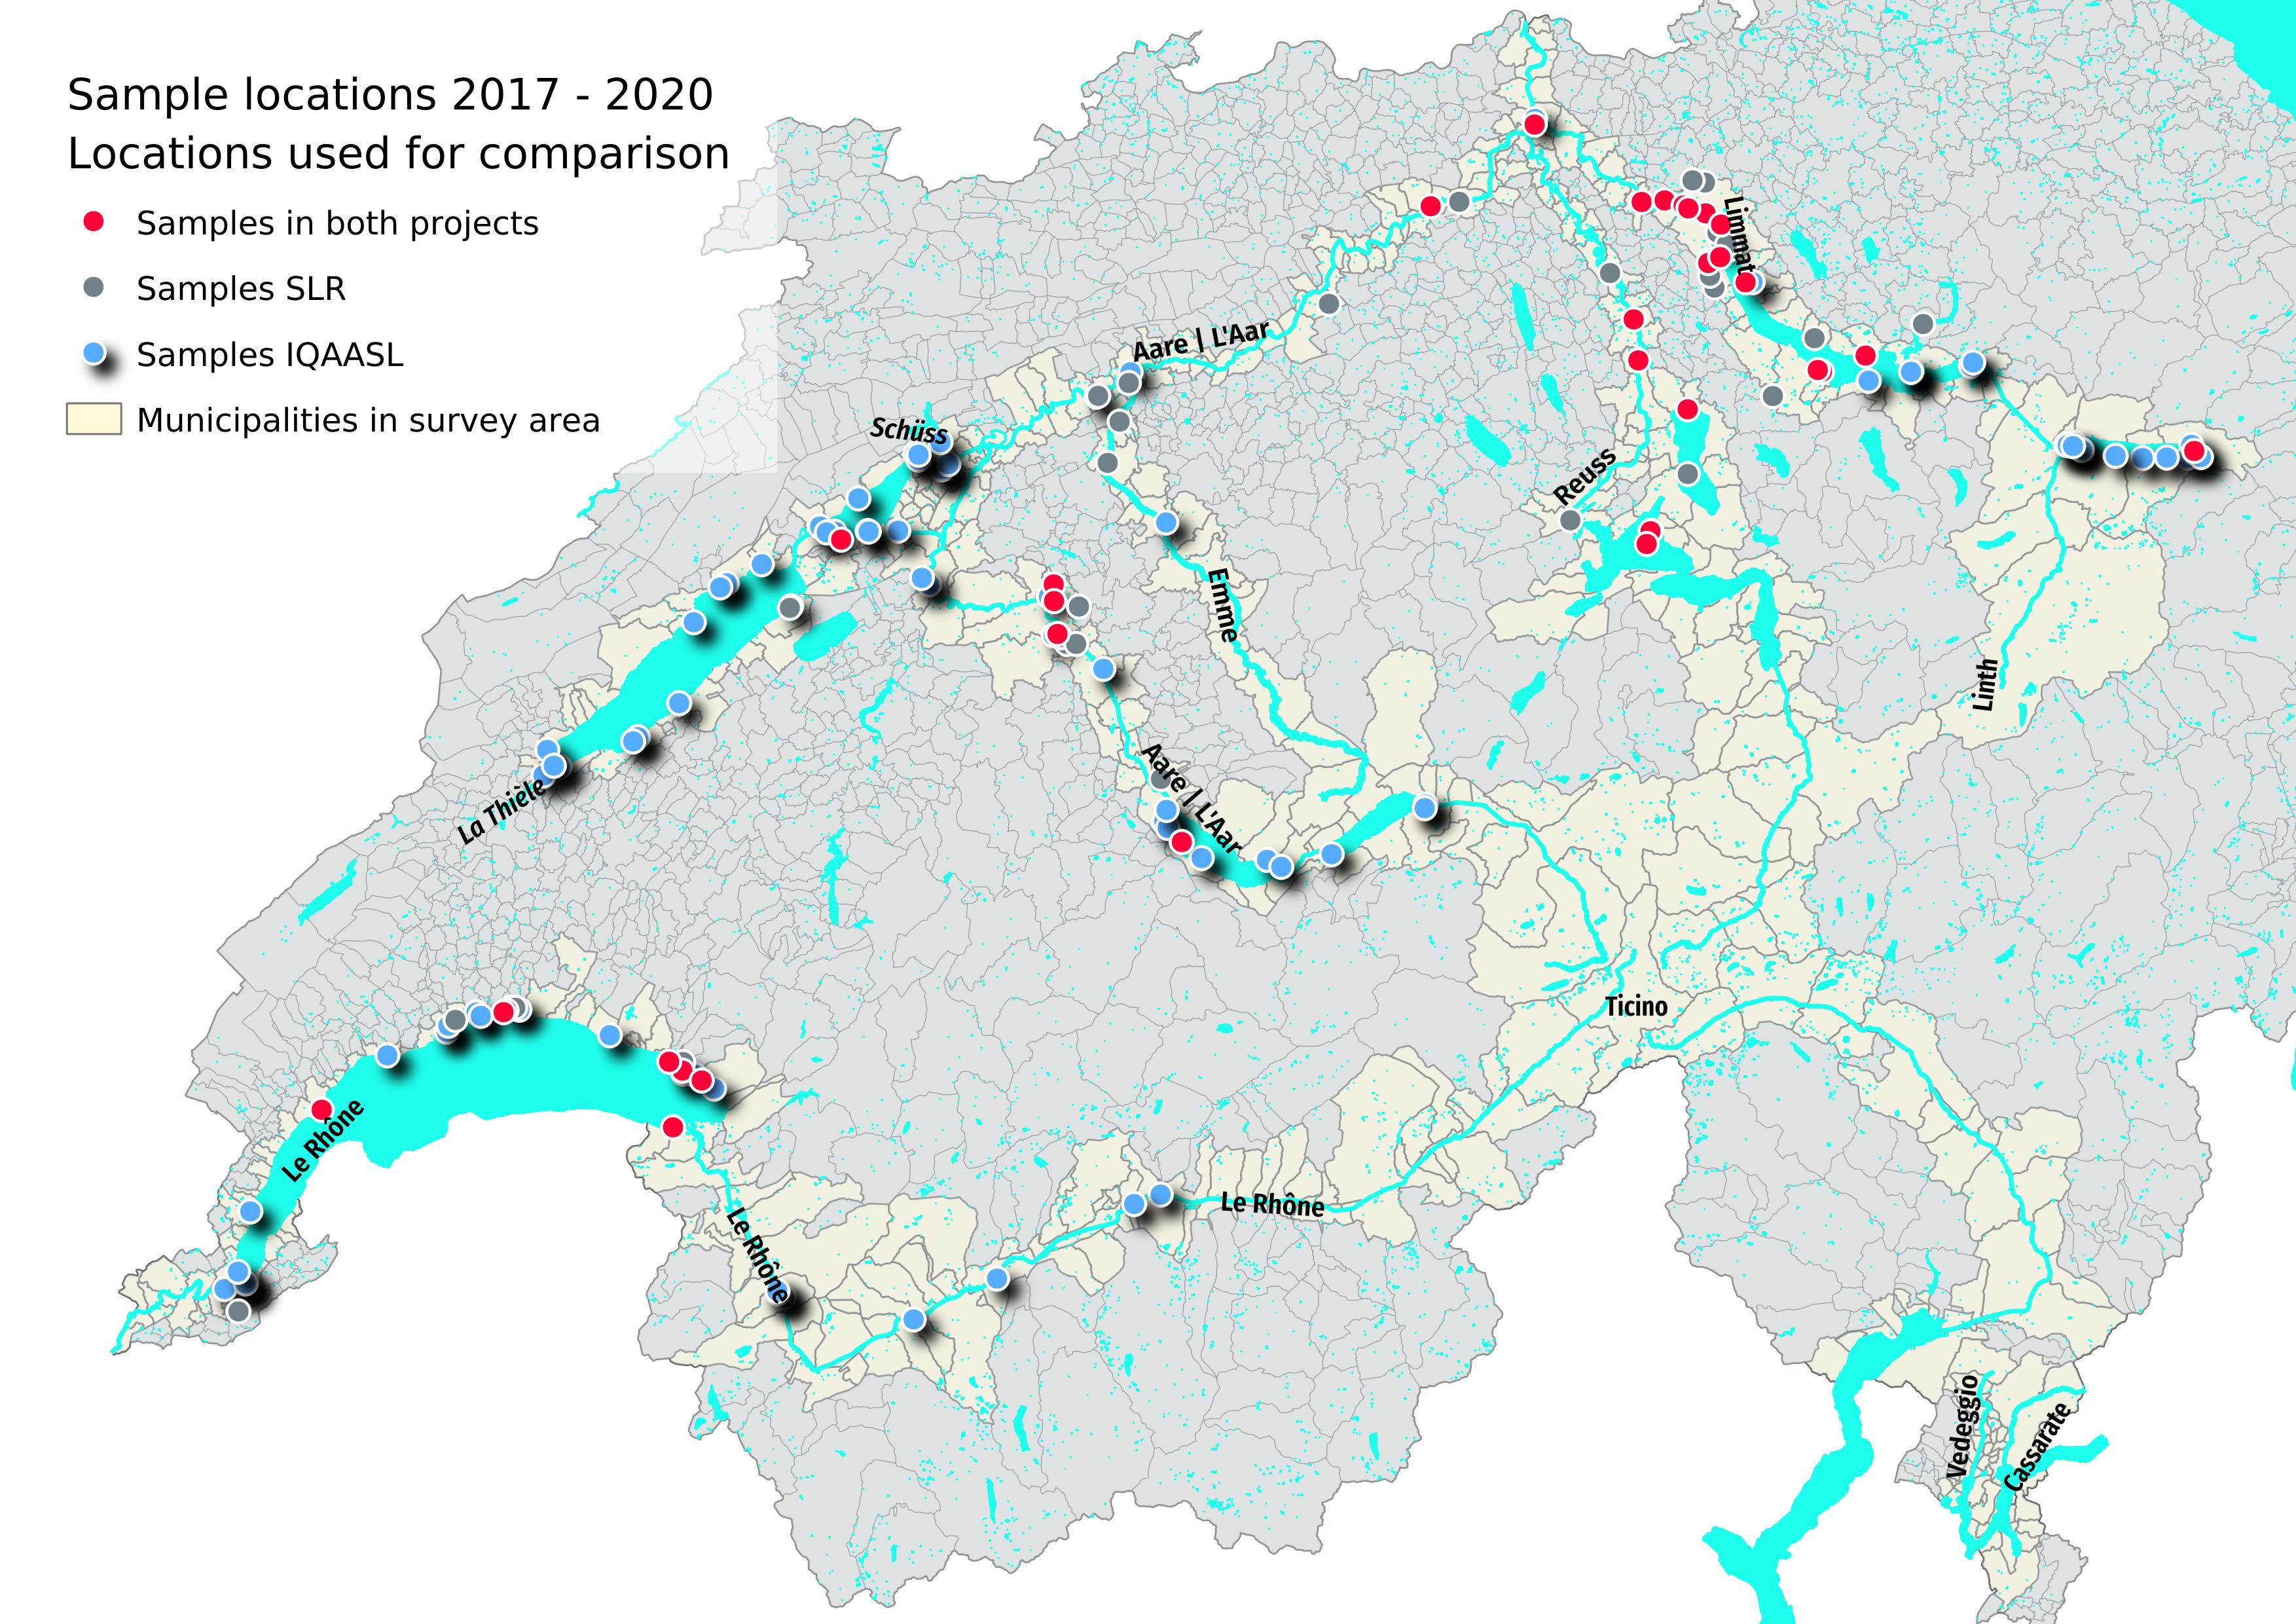 Sample locations 2017 - 2020
Locations used for comparison
Samples in both projects
Samples SLR
Samples IQAASL
Municipalities in survey area
Limmat
Aare | L'Aar
Schüss
Reuss
Emme
Linth
Aare | L'Aar
La Thièle
Ticino
Le Rhône
Le Rhône
Le Rhône
Vedeggio
Cassarate